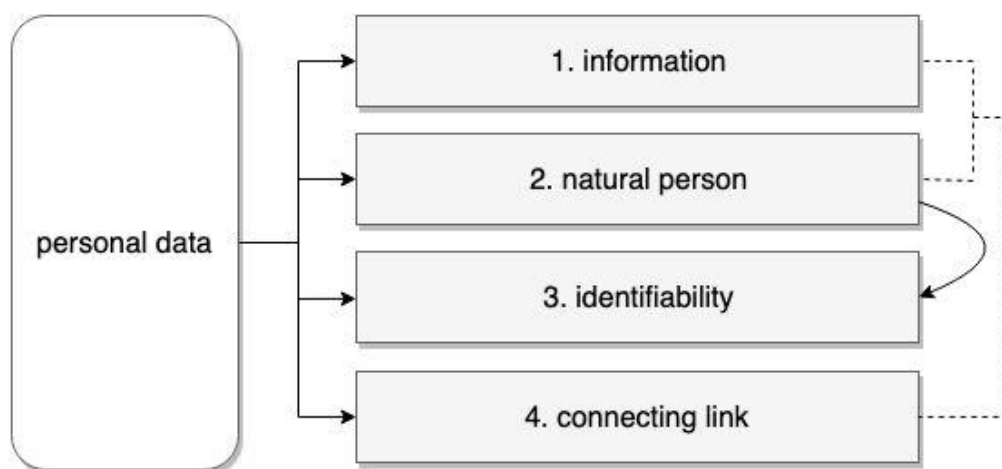 personal data
1. information
2. natural person
3. identifiability
4. connecting link